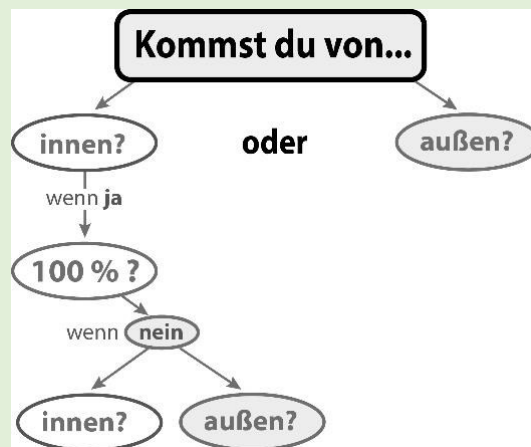 Kommst du von...
innen?
oder
außen?
wenn ja
100 % ?
wenn nein
innen?
außen?